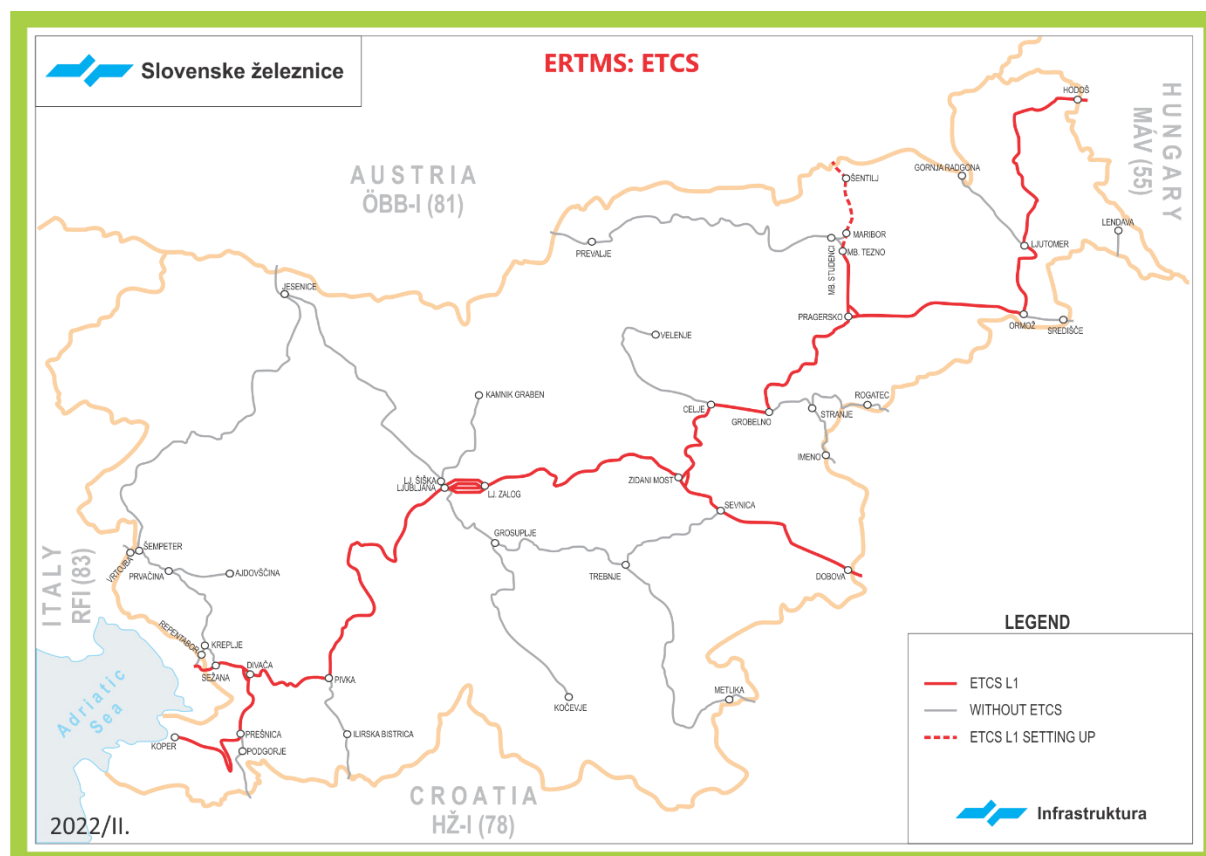 Slovenske železnice
ERTMS: ETCS
HUNGARY
MÁV (55)
AUSTRIA
ÖBB-I (81)
HODOŠ
GORNJA RADGONA
ŠENTILJ
LENDAVA
MARIBOR
LJUTOMER
PREVALJE
MB. STUDENCI
MB. TEZNO
JESENICE
PRAGERSKO
ORMOŽ
SREDIŠČE
VELENJE
KAMNIK GRABEN
CELJE
ROGATEC
GROBELNO
STRANJE
IMENO
LJ. ŠIŠKA
LJUBLJANA
LJ. ZALOG
ZIDANI MOST
SEVNICA
GROSUPLJE
ŠEMPETER
VRTOJBA
PRVAČINA
AJDOVŠČINA
TREBNJE
DOBOVA
ITALY
RFI (83)
REPENTABOR
KREPLJE
SEŽANA
DIVAČA
PIVKA
KOČEVJE
METLIKA
Adriatic
Sea
KOPER
PREŠNICA
PODGORJE
ILIRSKA BISTRICA
CROATIA
HŽ-I (78)
LEGEND
ETCS L1
WITHOUT ETCS
ETCS L1 SETTING UP
Infrastruktura
2022/II.